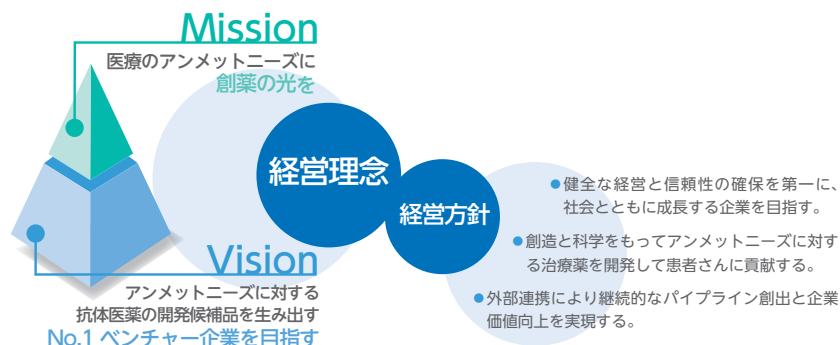 Mission
医療のアンメットニーズに
創薬の光を
経営理念
経営方針
Vision
アンメットニーズに対する
抗体医薬の開発候補品を生み出す
No.1 ベンチャー企業を目指す
●健全な経営と信頼性の確保を第一に、
社会とともに成長する企業を目指す。
●創造と科学をもってアンメットニーズに対す
る治療薬を開発して患者さんに貢献する。
●外部連携により継続的なパイプライン創出と企業
価値向上を実現する。